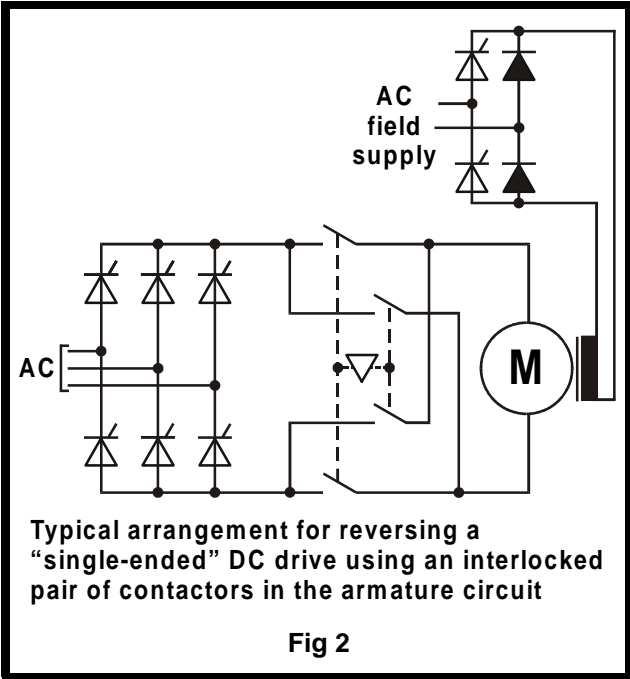 AC
field
supply
AC
M
Typical arrangement for reversing a
“single-ended” DC drive using an interlocked
pair of contactors in the armature circuit
Fig 2